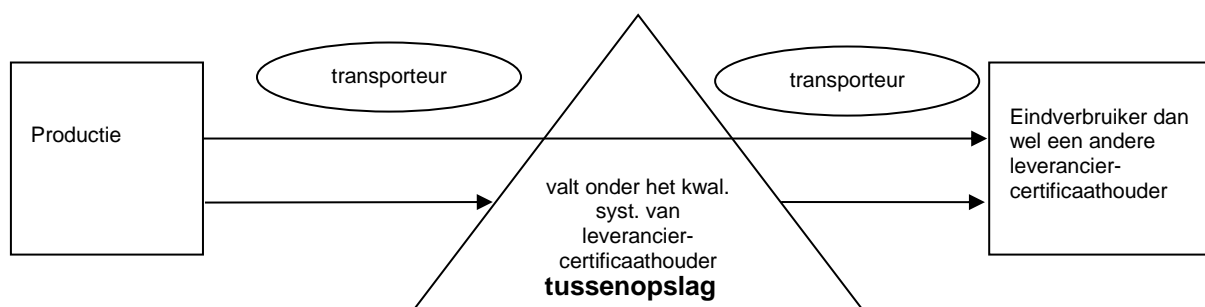 transporteur
transporteur
Productie
Eindverbruiker dan
wel een andere
leverancier-
certificaathouder
valt onder het kwal.
syst. van
leverancier-
certificaathouder
tussenopslag